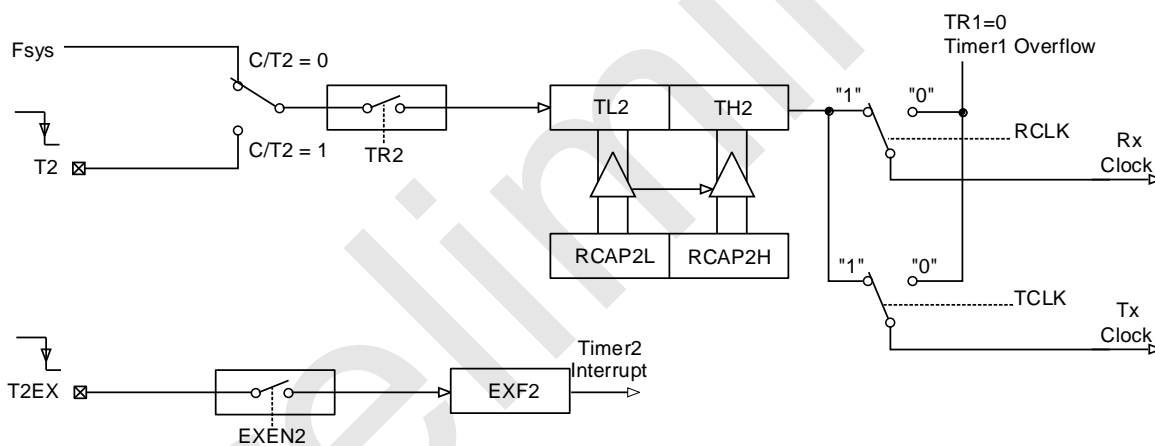 TR1=0
Timer1 Overflow
Fsys
C/T2 = 0
TL2
TH2
"1"
"0"
RCLK
Rx
Clock
T2
C/T2 = 1
TR2
RCAP2L
RCAP2H
"1"
"0"
TCLK
Tx
Clock
Timer2
Interrupt
T2EX
EXF2
EXEN2